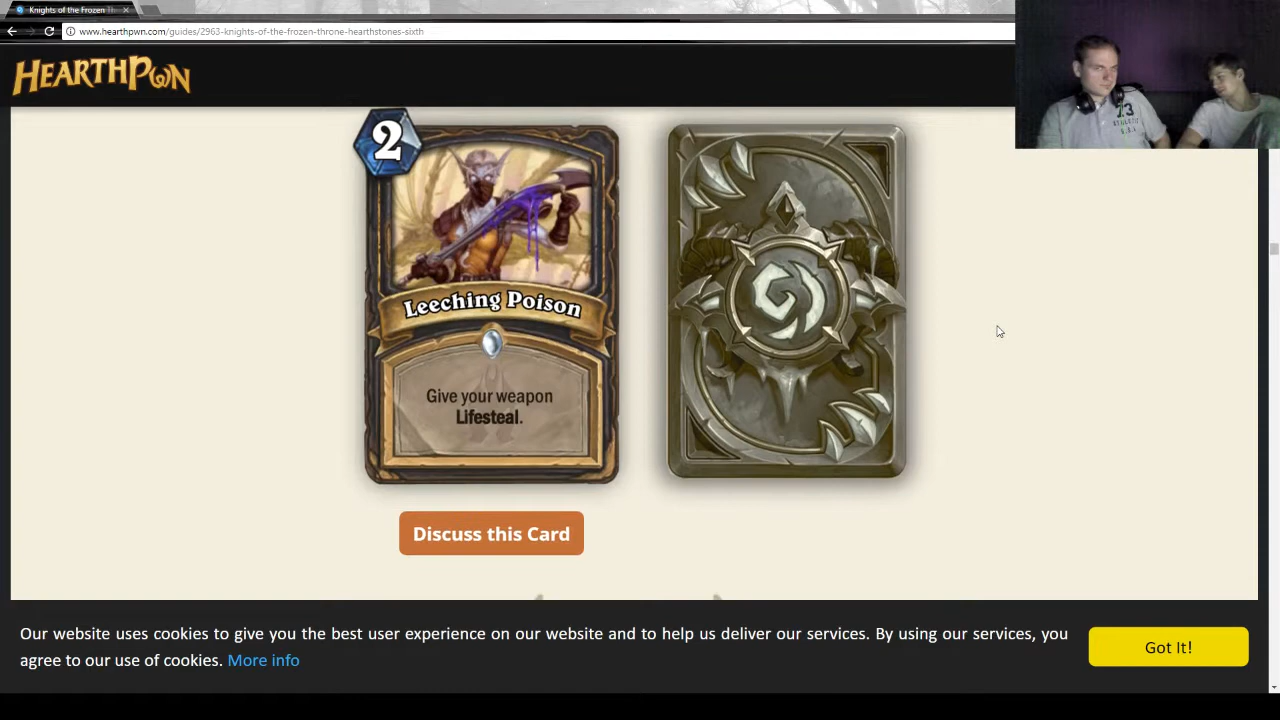 Knights of the Frozen Th
www.hearthpwn.com/guides/2963-knights-of-the-frozen-throne-hearthstones-sixth
HEARTHPWN
73
2
Leeching Poison
Give your weapon
Lifesteal.
Discuss this Card
Our website uses cookies to give you the best user experience on our website and to help us deliver our services. By using our services, you
agree to our use of cookies. More info
Got It!